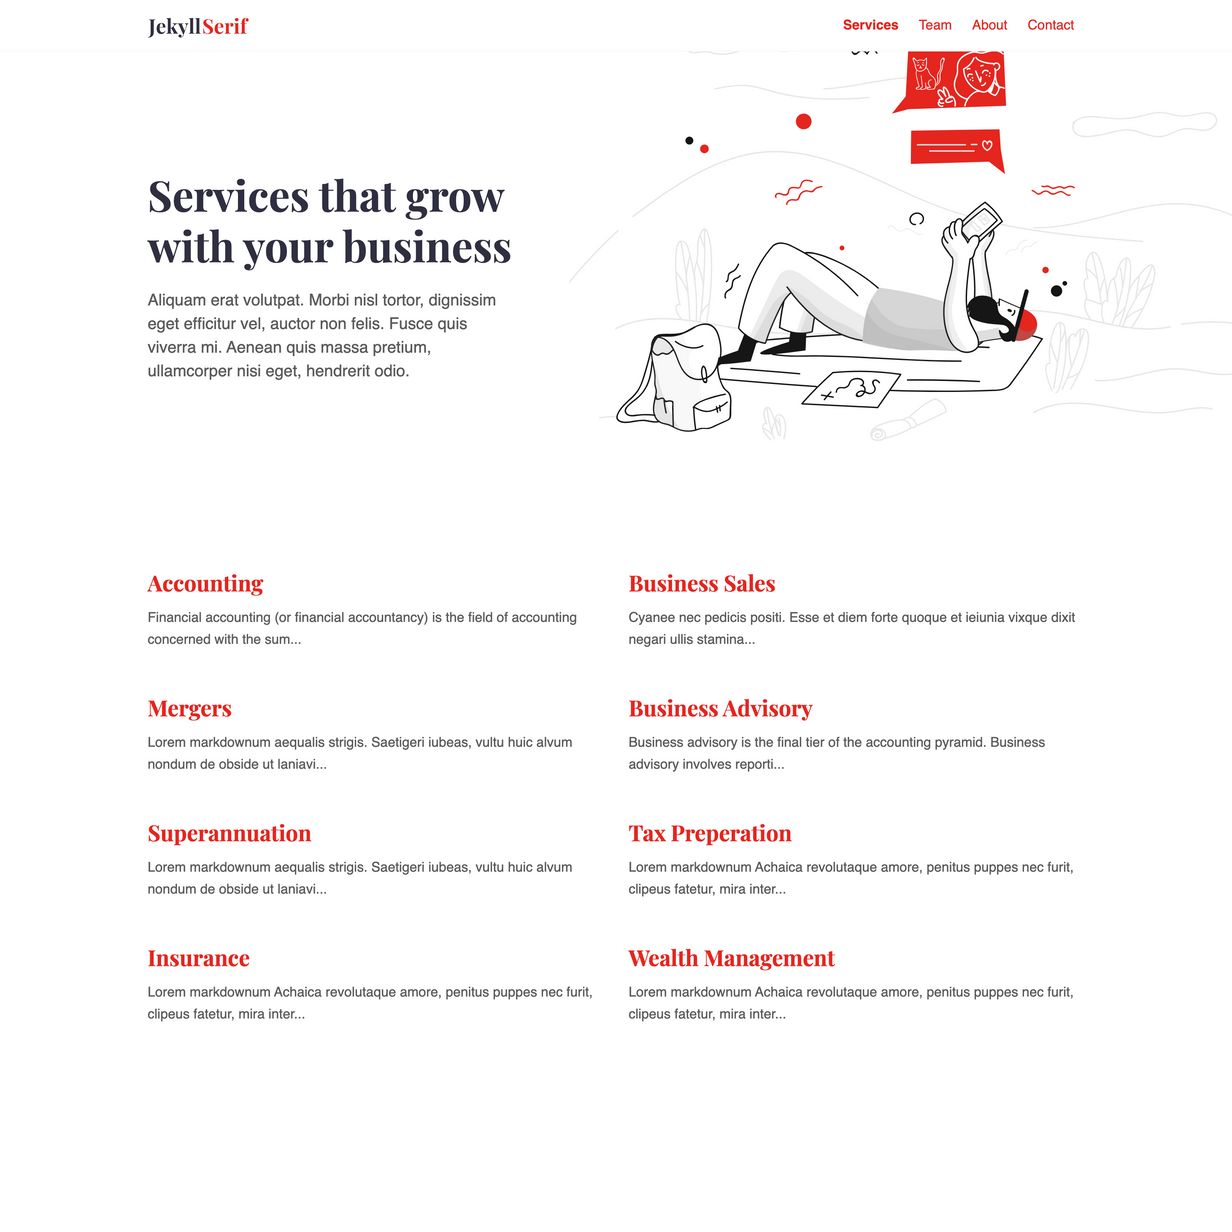 JekyllSerif
Services Team About Contact
Services that grow
with your business
Aliquam erat volutpat. Morbi nisl tortor, dignissim
eget efficitur vel, auctor non felis. Fusce quis
viverra mi. Aenean quis massa pretium,
ullamcorper nisi eget, hendrerit odio.
Accounting
Financial accounting (or financial accountancy) is the field of accounting
concerned with the sum...
Business Sales
Cyanee nec pedicis positi. Esse et diem forte quoque et ieiunia vixque dixit
negari ullis stamina...
Mergers
Lorem markdownum aequalis strigis. Saetigeri iubeas, vultu huic alvum
nondum de obside ut laniavi...
Business Advisory
Business advisory is the final tier of the accounting pyramid. Business
advisory involves reporti...
Superannuation
Lorem markdownum aequalis strigis. Saetigeri iubeas, vultu huic alvum
nondum de obside ut laniavi...
Tax Preperation
Lorem markdownum Achaica revolutaque amore, penitus puppes nec furit,
clipeus fatetur, mira inter...
Insurance
Lorem markdownum Achaica revolutaque amore, penitus puppes nec furit,
clipeus fatetur, mira inter...
Wealth Management
Lorem markdownum Achaica revolutaque amore, penitus puppes nec furit,
clipeus fatetur, mira inter...